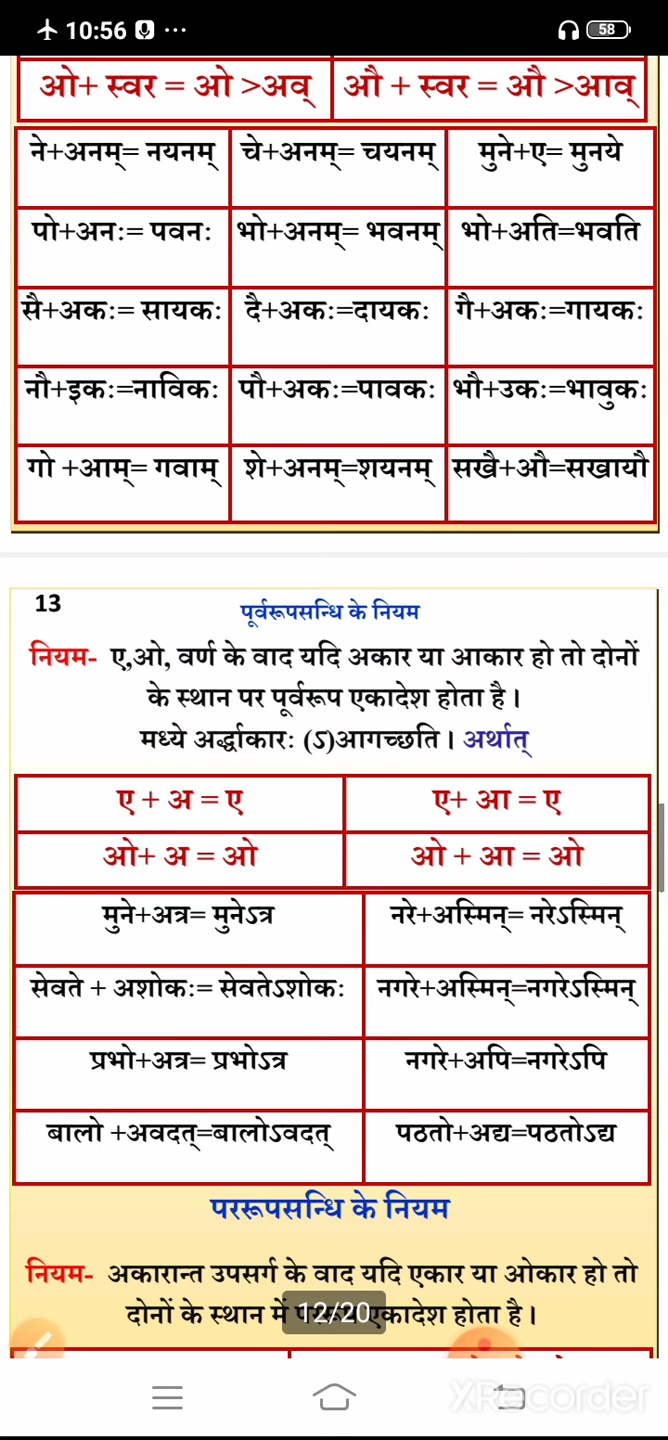 10:56 ... 58
ओ+ स्वर = ओ >अव् औ + स्वर = औ >आव्
ने+अनम्= नयनम् चे+अनम्= चयनम् मुने+ए= मुनये
पो+अनः= पवनः भो+अनम्= भवनम् भो+अति=भवति
सै+अकः= सायकः दै+अकः=दायकः गै+अकः=गायकः
नौ+इकः=नाविकः पौ+अकः=पावकः भौ+उकः=भावुकः
गो +आम्= गवाम् शे+अनम्=शयनम् सखै+औ=सखायौ
13 पूर्वरूपसन्धि के नियम
नियम- ए,ओ, वर्ण के वाद यदि अकार या आकार हो तो दोनों
के स्थान पर पूर्वरूप एकादेश होता है।
मध्ये अर्द्धाकारः (ऽ)आगच्छति। अर्थात्
ए + अ = ए ए+ आ = ए
ओ+ अ = ओ ओ + आ = ओ
मुने+अत्र= मुनेऽत्र नरे+अस्मिन्= नरेऽस्मिन्
सेवते + अशोकः= सेवतेऽशोकः नगरे+अस्मिन्=नगरेऽस्मिन्
प्रभो+अत्र= प्रभोऽत्र नगरे+अपि=नगरेऽपि
बालो +अवदत्=बालोऽवदत् पठतो+अद्य=पठतोऽद्य
पररूपसन्धि के नियम
नियम- अकारान्त उपसर्ग के वाद यदि एकार या ओकार हो तो
दोनों के स्थान में एकादेश होता है।
12/20
XRecorder